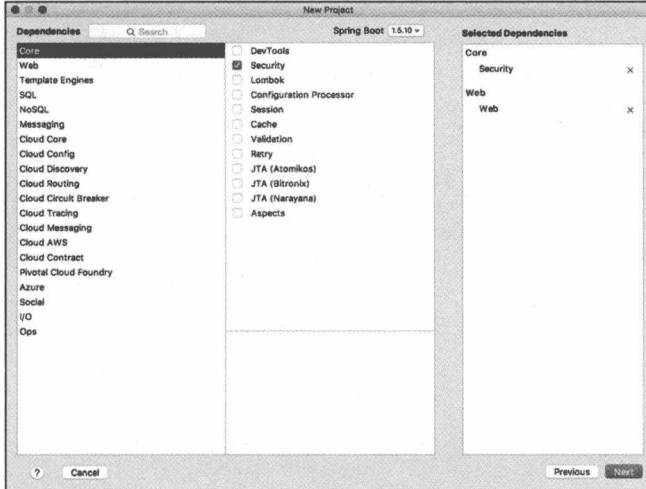 New Project
Dependencies
Search
Spring Boot 1.5.10
Selected Dependencies
Core
Web
Template Engines
SQL
NoSQL
Messaging
Cloud Core
Cloud Config
Cloud Discovery
Cloud Routing
Cloud Circuit Breaker
Cloud Tracing
Cloud Messaging
Cloud AWS
Cloud Contract
Pivotal Cloud Foundry
Azure
Social
I/O
Ops
DevTools
Security
Lombok
Configuration Processor
Session
Cache
Validation
Retry
JTA (Atomikos)
JTA (Bitronix)
JTA (Narayana)
Aspects
Core
Security
Web
Web
?
Cancel
Previous
Next